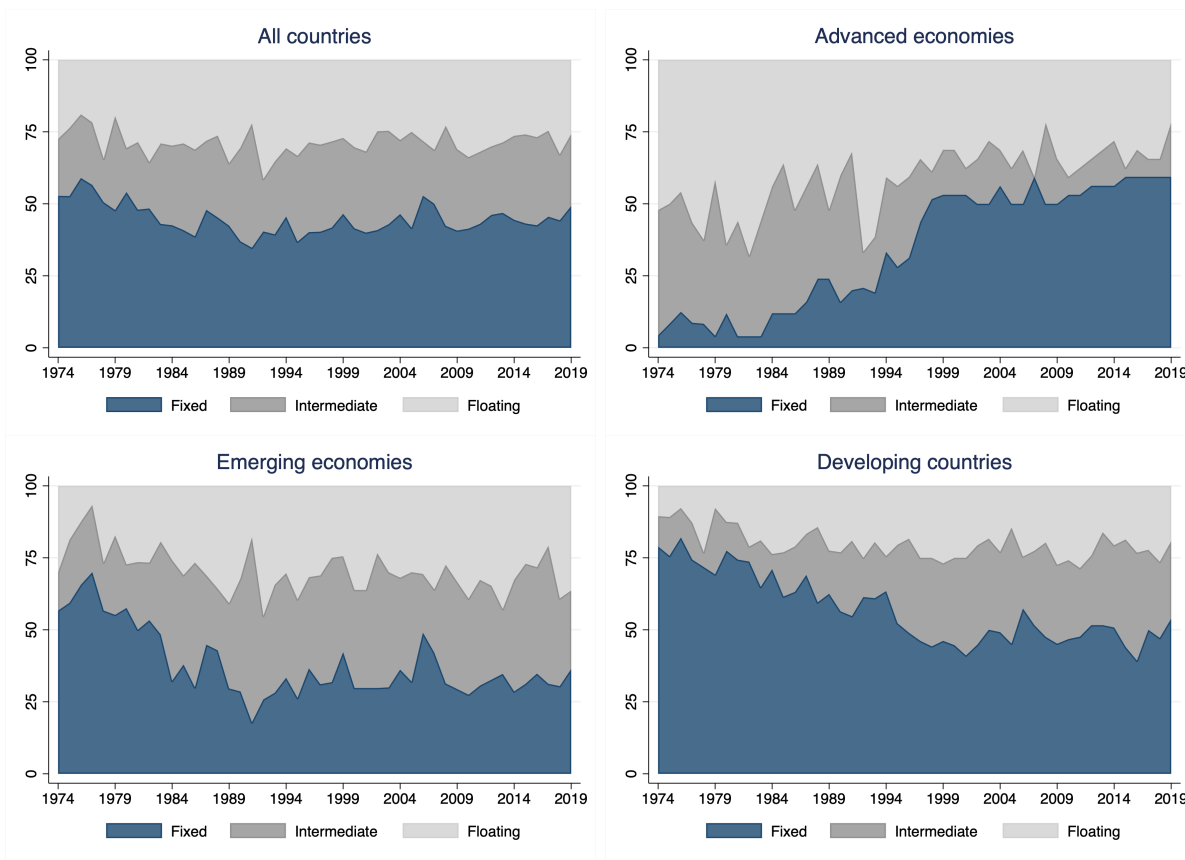 All countries
100
75
50
25
0
1974 1979 1984 1989 1994 1999 2004 2009 2014 2019
Fixed Intermediate Floating
Advanced economies
100
75
50
25
0
1974 1979 1984 1989 1994 1999 2004 2009 2014 2019
Fixed Intermediate Floating
Emerging economies
100
75
50
25
0
1974 1979 1984 1989 1994 1999 2004 2009 2014 2019
Fixed Intermediate Floating
Developing countries
100
75
50
25
0
1974 1979 1984 1989 1994 1999 2004 2009 2014 2019
Fixed Intermediate Floating